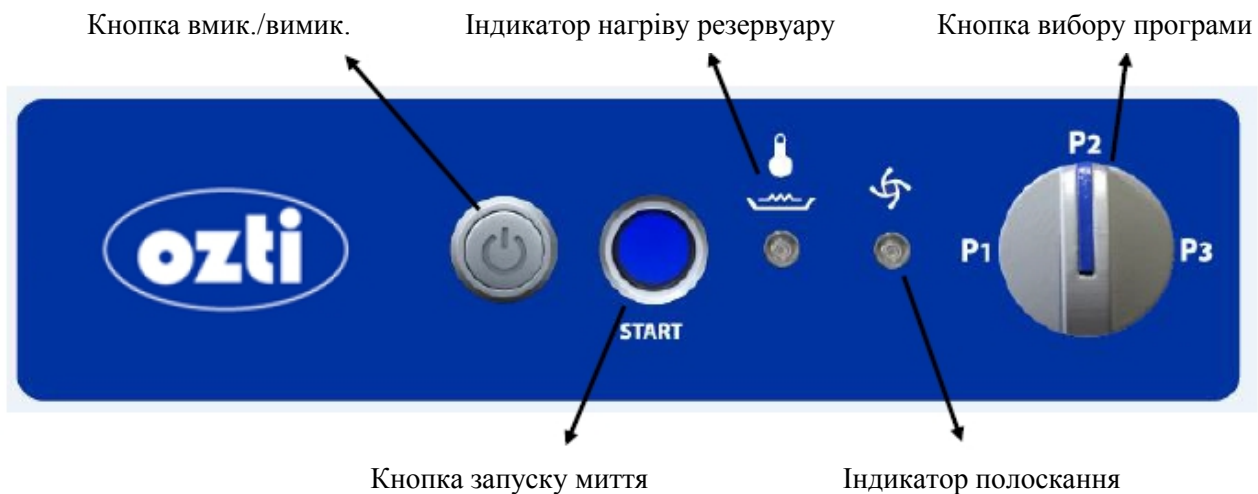 Кнопка вмик./вимик.
Індикатор нагріву резервуару
Кнопка вибору програми
ozti
START
P1
P2
P3
Кнопка запуску миття
Індикатор полоскання